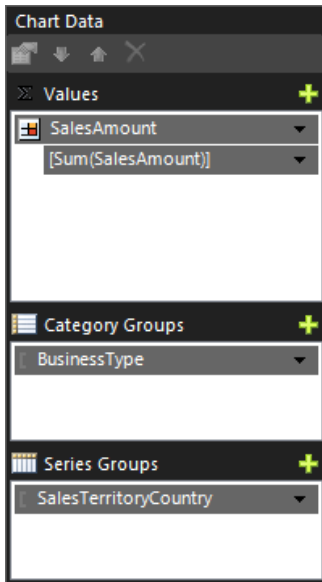 Chart Data
Values
SalesAmount
[Sum(SalesAmount)]
Category Groups
BusinessType
Series Groups
SalesTerritoryCountry